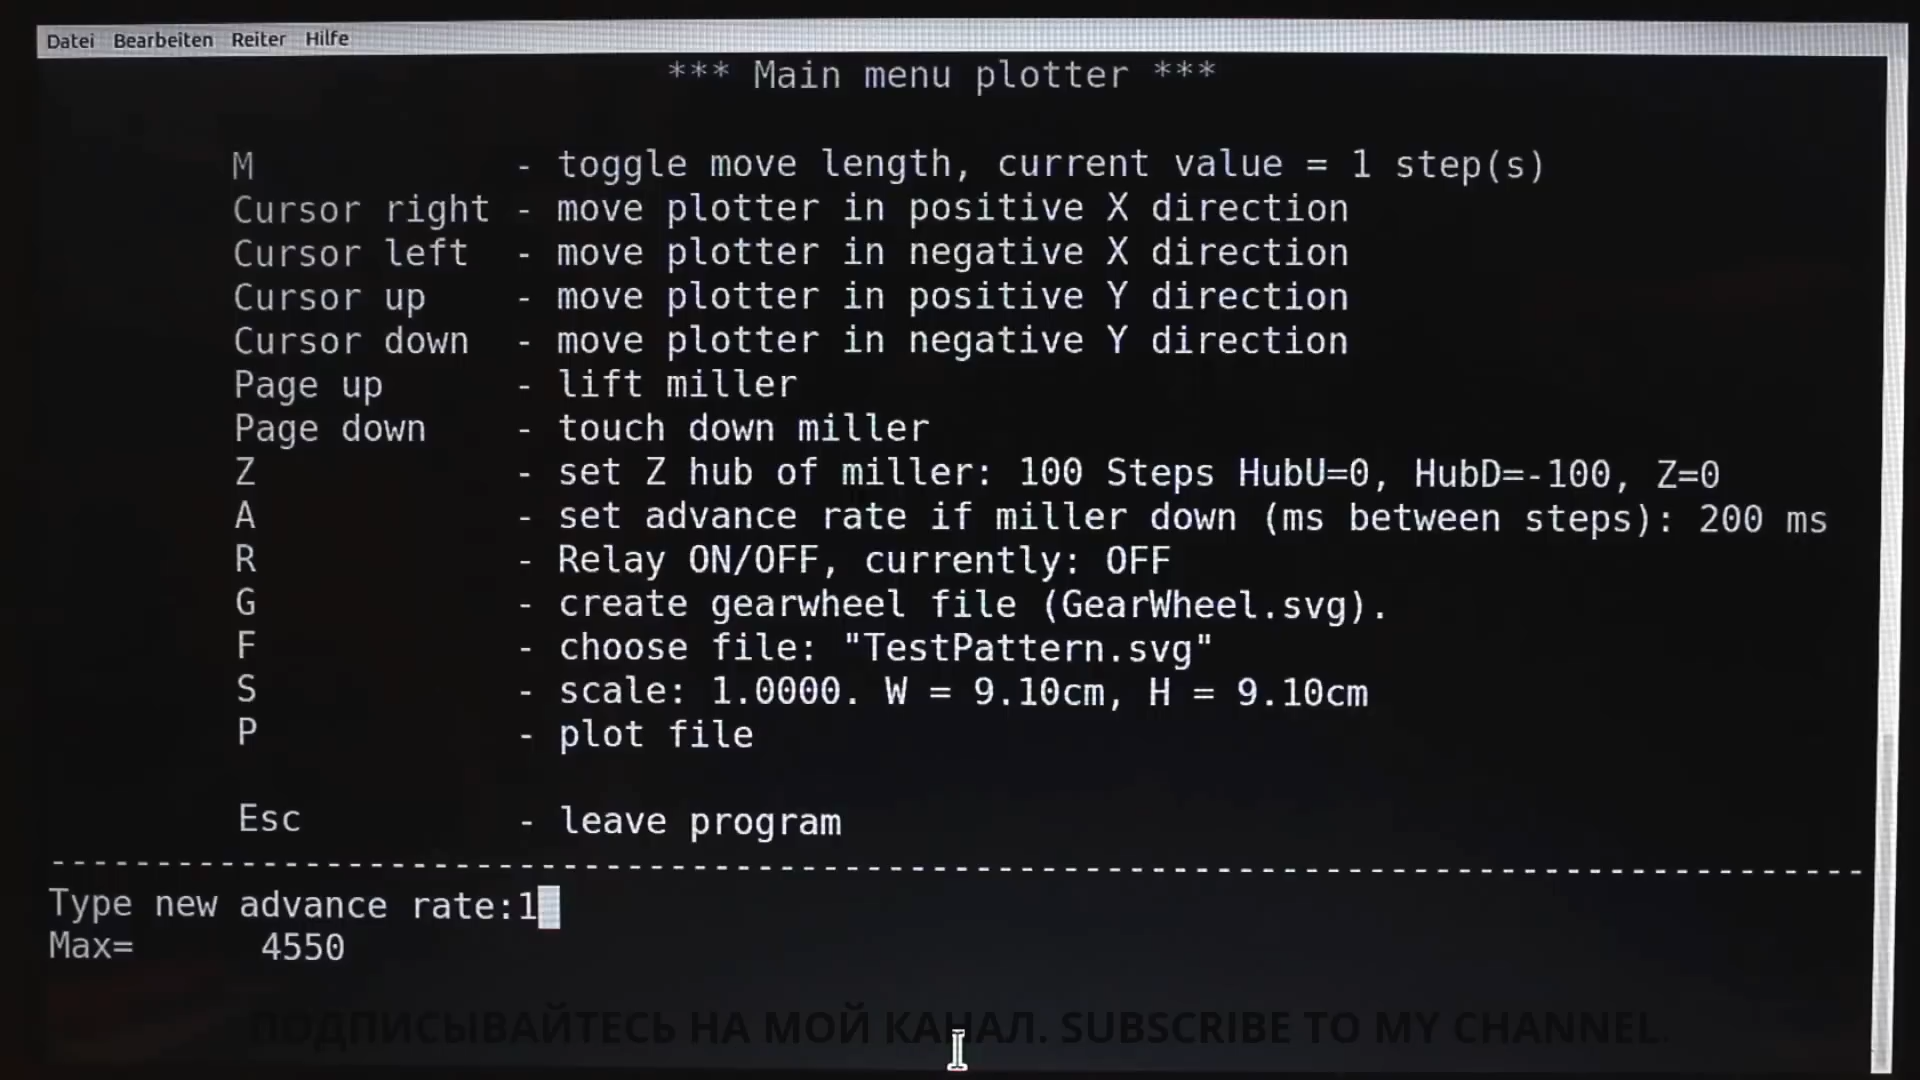 Datei Bearbeiten Reiter Hilfe
*** Main menu plotter ***
M - toggle move length, current value = 1 step(s)
Cursor right - move plotter in positive X direction
Cursor left - move plotter in negative X direction
Cursor up - move plotter in positive Y direction
Cursor down - move plotter in negative Y direction
Page up - lift miller
Page down - touch down miller
Z - set Z hub of miller: 100 Steps HubU=0, HubD=-100, Z=0
A - set advance rate if miller down (ms between steps): 200 ms
R - Relay ON/OFF, currently: OFF
G - create gearwheel file (GearWheel.svg).
F - choose file: "TestPattern.svg"
S - scale: 1.0000. W = 9.10cm, H = 9.10cm
P - plot file
Esc - leave program
Type new advance rate:1
Max= 4550
ПОДПИСЫВАЙТЕСЬ НА МОЙ КАНАЛ. SUBSCRIBE TO MY CHANNEL.